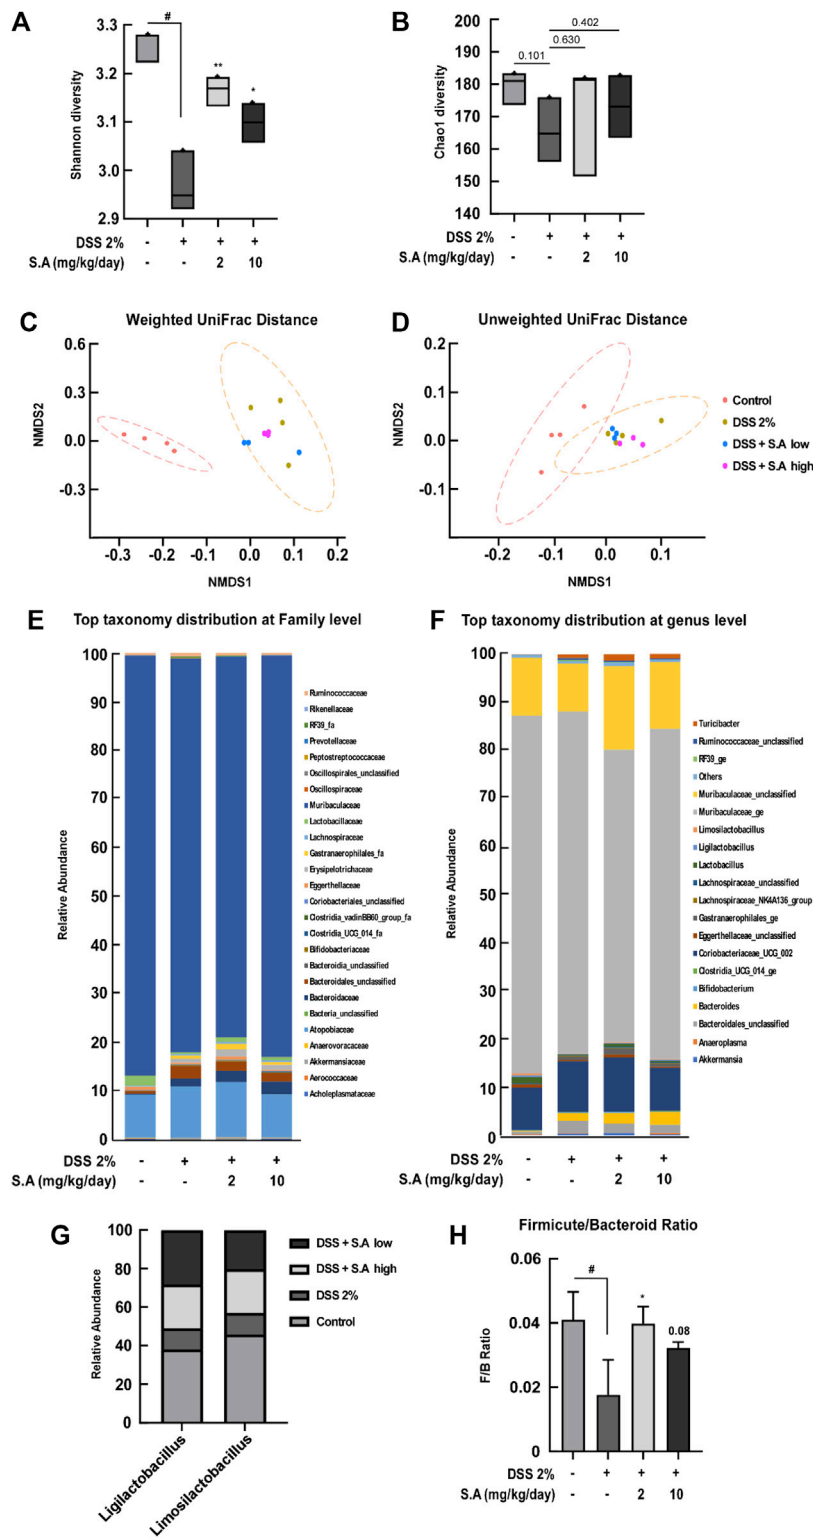 A
#
3.3
3.2
3.1
3.0
2.9
Shannon diversity
**
*
DSS 2% - + + +
S.A (mg/kg/day) - - 2 10
B
0.402
0.630
0.101
200
190
180
170
160
150
140
Chao1 diversity
DSS 2% - + + +
S.A (mg/kg/day) - - 2 10
C
Weighted UniFrac Distance
0.6
0.3
0.0
-0.3
NMDS2
-0.3 -0.2 -0.1 0.0 0.1 0.2
NMDS1
D
Unweighted UniFrac Distance
0.2
0.1
0.0
-0.1
NMDS2
-0.2 -0.1 0.0 0.1
NMDS1
Control
DSS 2%
DSS + S.A low
DSS + S.A high
E
Top taxonomy distribution at Family level
100
90
80
70
60
50
40
30
20
10
0
Relative Abundance
Ruminococcaceae
Rikenellaceae
RF39_fa
Prevotellaceae
Peptostreptococcaceae
Oscillospirales_unclassified
Oscillospiraceae
Muribaculaceae
Lactobacillaceae
Lachnospiraceae
Gastranaerophilales_fa
Erysipelotrichaceae
Eggerthellaceae
Coriobacteriales_unclassified
Clostridia_vadinBB60_group_fa
Clostridia_UCG_014_fa
Bifidobacteriaceae
Bacteroidia_unclassified
Bacteroidales_unclassified
Bacteroidaceae
Bacteria_unclassified
Atopobiaceae
Anaerovoracaceae
Akkermansiaceae
Aerococcaceae
Acholeplasmataceae
DSS 2% - + + +
S.A (mg/kg/day) - - 2 10
F
Top taxonomy distribution at genus level
100
90
80
70
60
50
40
30
20
10
0
Relative Abundance
Turicibacter
Ruminococcaceae_unclassified
RF39_ge
Others
Muribaculaceae_unclassified
Muribaculaceae_ge
Limosilactobacillus
Ligilactobacillus
Lactobacillus
Lachnospiraceae_unclassified
Lachnospiraceae_NK4A136_group
Gastranaerophilales_ge
Eggerthellaceae_unclassified
Coriobacteriaceae_UCG_002
Clostridia_UCG_014_ge
Bifidobacterium
Bacteroides
Bacteroidales_unclassified
Anaeroplasma
Akkermansia
DSS 2% - + + +
S.A (mg/kg/day) - - 2 10
G
100
80
60
40
20
0
Relative Abundance
DSS + S.A low
DSS + S.A high
DSS 2%
Control
Ligilactobacillus
Limosilactobacillus
H
Firmicute/Bacteroid Ratio
0.06
0.04
0.02
0
F/B Ratio
#
*
0.08
DSS 2% - + + +
S.A (mg/kg/day) - - 2 10